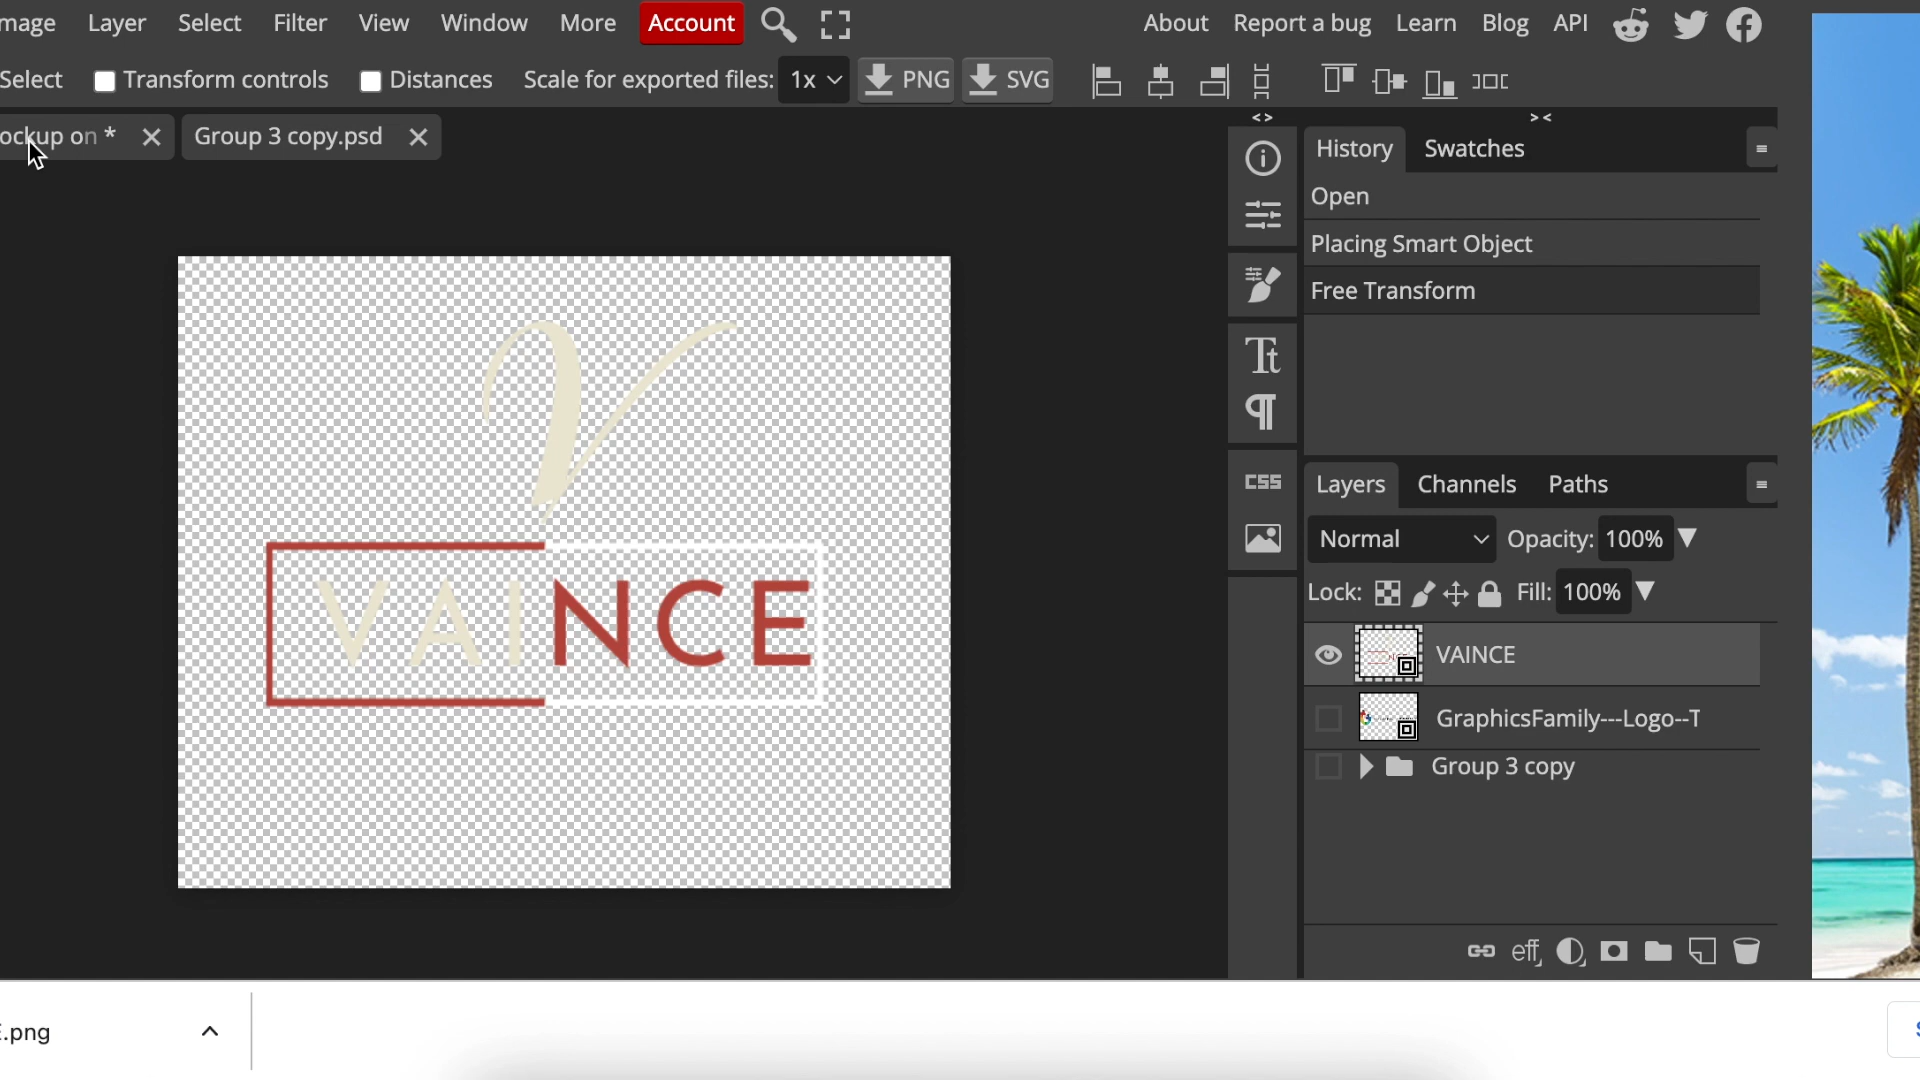 mage Layer Select Filter View Window More Account About Report a bug Learn Blog API
Select Transform controls Distances Scale for exported files: 1x PNG SVG
ockup on * Group 3 copy.psd
History Swatches
Open
Placing Smart Object
Free Transform
V
VAINCE
Tt
CSS
Layers Channels Paths
Normal Opacity: 100%
Lock: Fill: 100%
VAINCE
GraphicsFamily---Logo--T
Group 3 copy
eff
.png